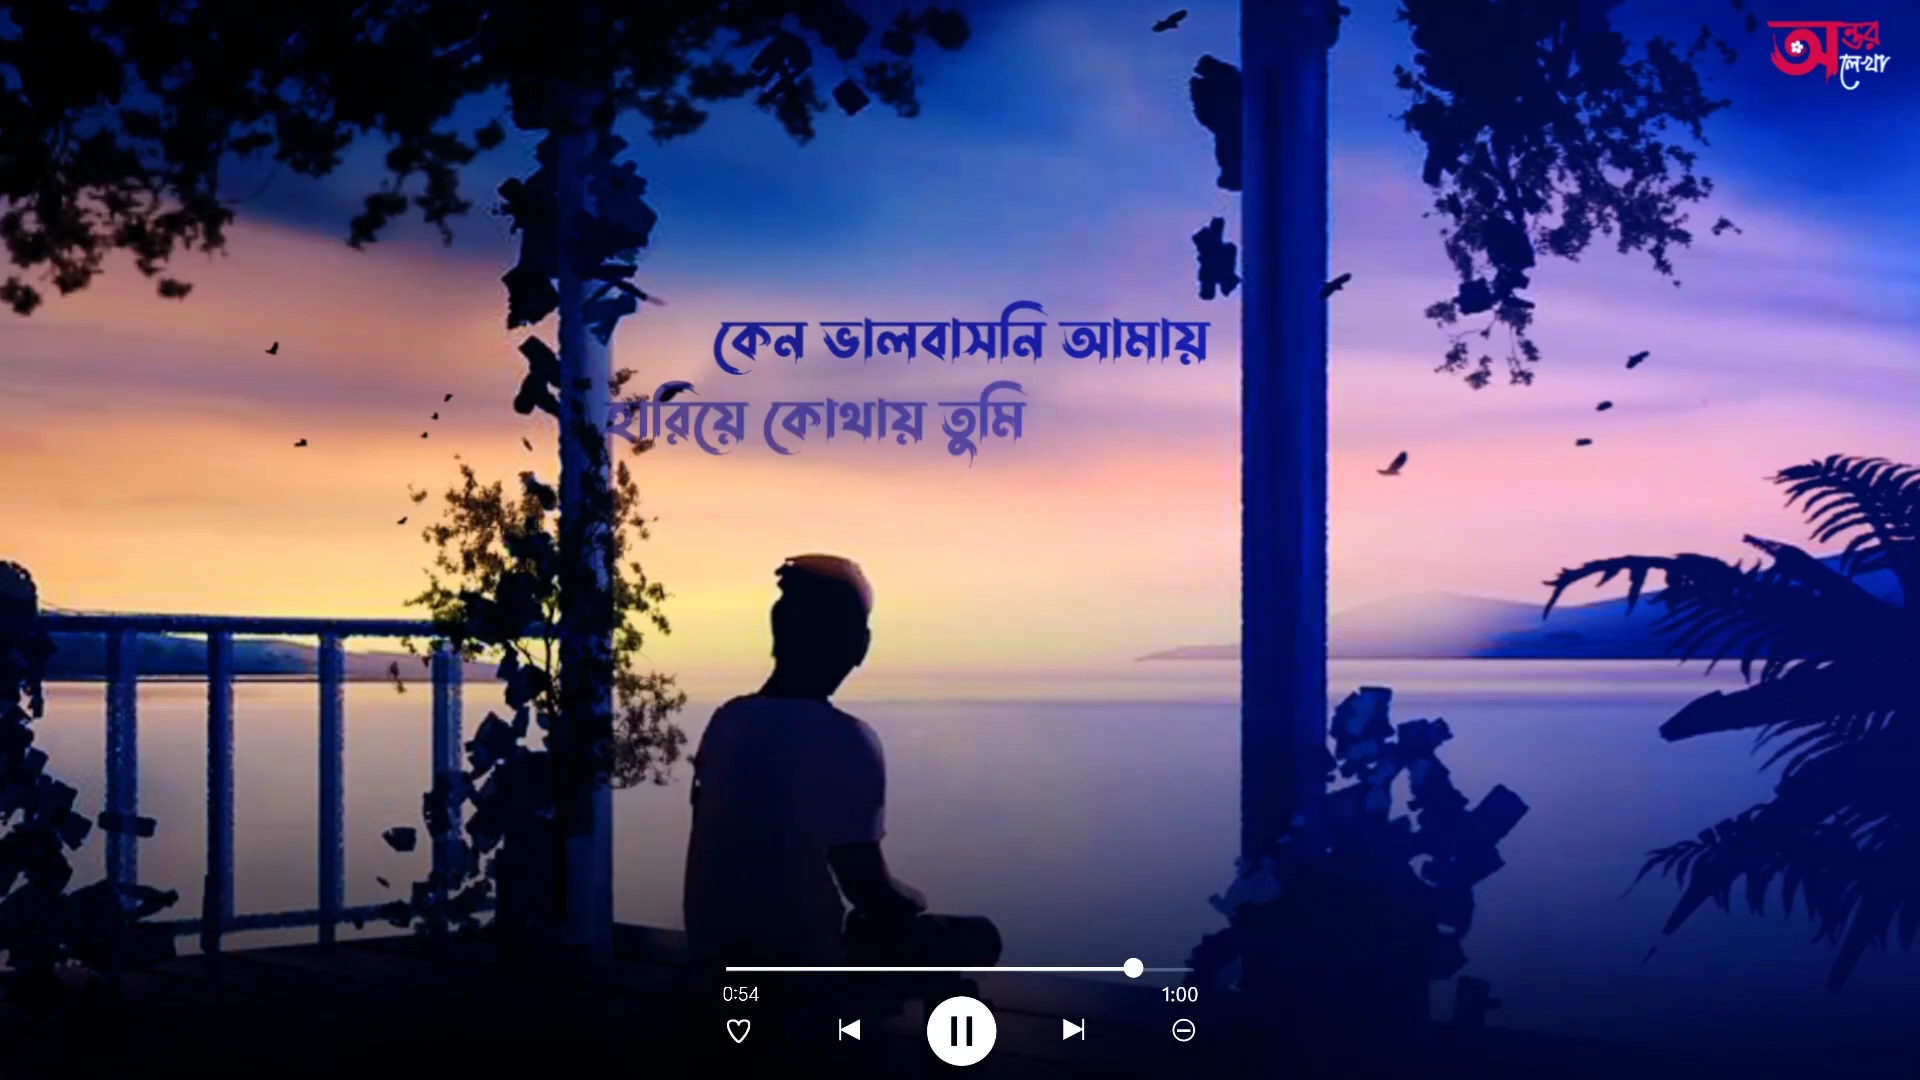 অন্তর
লেখা
কেন ভালবাসনি আমায়
হারিয়ে কোথায় তুমি
0:54
1:00